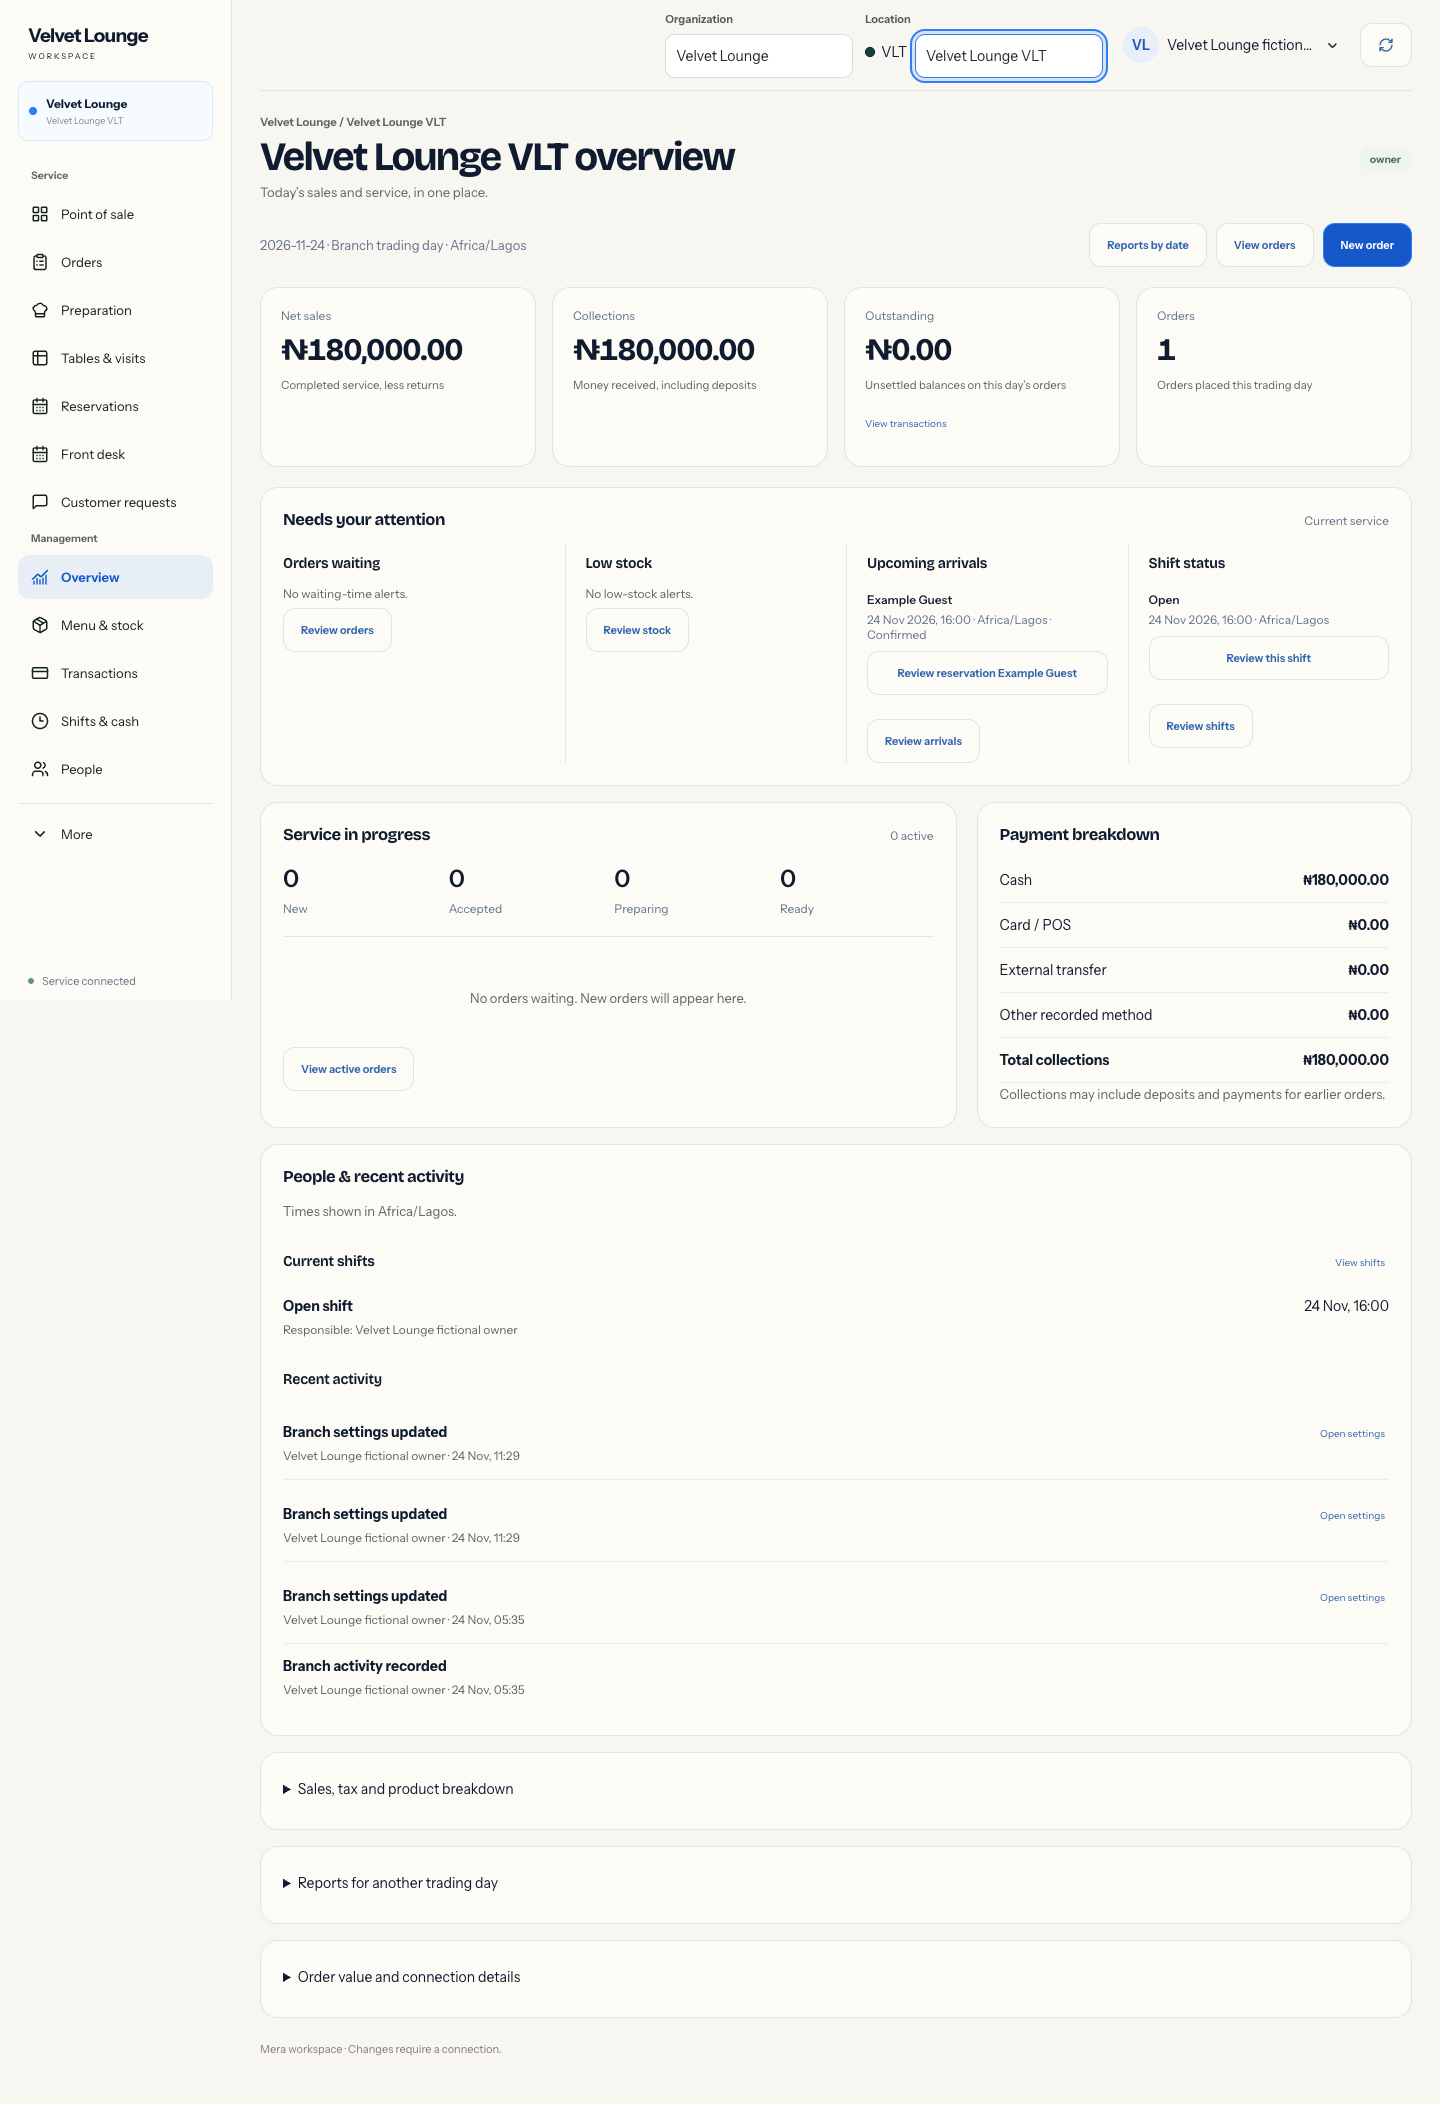 Velvet Lounge
WORKSPACE
Velvet Lounge
Velvet Lounge VLT
Service
Point of sale
Orders
Preparation
Tables & visits
Reservations
Front desk
Customer requests
Management
Overview
Menu & stock
Transactions
Shifts & cash
People
More
Service connected
Organization
Velvet Lounge
Location
VLT
Velvet Lounge VLT
VL
Velvet Lounge fiction...
Velvet Lounge / Velvet Lounge VLT
Velvet Lounge VLT overview
owner
Today's sales and service, in one place.
2026-11-24 · Branch trading day · Africa/Lagos
Reports by date
View orders
New order
Net sales
₦180,000.00
Completed service, less returns
Collections
₦180,000.00
Money received, including deposits
Outstanding
₦0.00
Unsettled balances on this day's orders
View transactions
Orders
1
Orders placed this trading day
Needs your attention
Current service
Orders waiting
No waiting-time alerts.
Review orders
Low stock
No low-stock alerts.
Review stock
Upcoming arrivals
Example Guest
24 Nov 2026, 16:00 · Africa/Lagos ·
Confirmed
Review reservation Example Guest
Review arrivals
Shift status
Open
24 Nov 2026, 16:00 · Africa/Lagos
Review this shift
Review shifts
Service in progress
0 active
0
New
0
Accepted
0
Preparing
0
Ready
No orders waiting. New orders will appear here.
View active orders
Payment breakdown
Cash ₦180,000.00
Card / POS ₦0.00
External transfer ₦0.00
Other recorded method ₦0.00
Total collections ₦180,000.00
Collections may include deposits and payments for earlier orders.
People & recent activity
Times shown in Africa/Lagos.
Current shifts
View shifts
Open shift
24 Nov, 16:00
Responsible: Velvet Lounge fictional owner
Recent activity
Branch settings updated
Open settings
Velvet Lounge fictional owner · 24 Nov, 11:29
Branch settings updated
Open settings
Velvet Lounge fictional owner · 24 Nov, 11:29
Branch settings updated
Open settings
Velvet Lounge fictional owner · 24 Nov, 05:35
Branch activity recorded
Velvet Lounge fictional owner · 24 Nov, 05:35
Sales, tax and product breakdown
Reports for another trading day
Order value and connection details
Mera workspace · Changes require a connection.